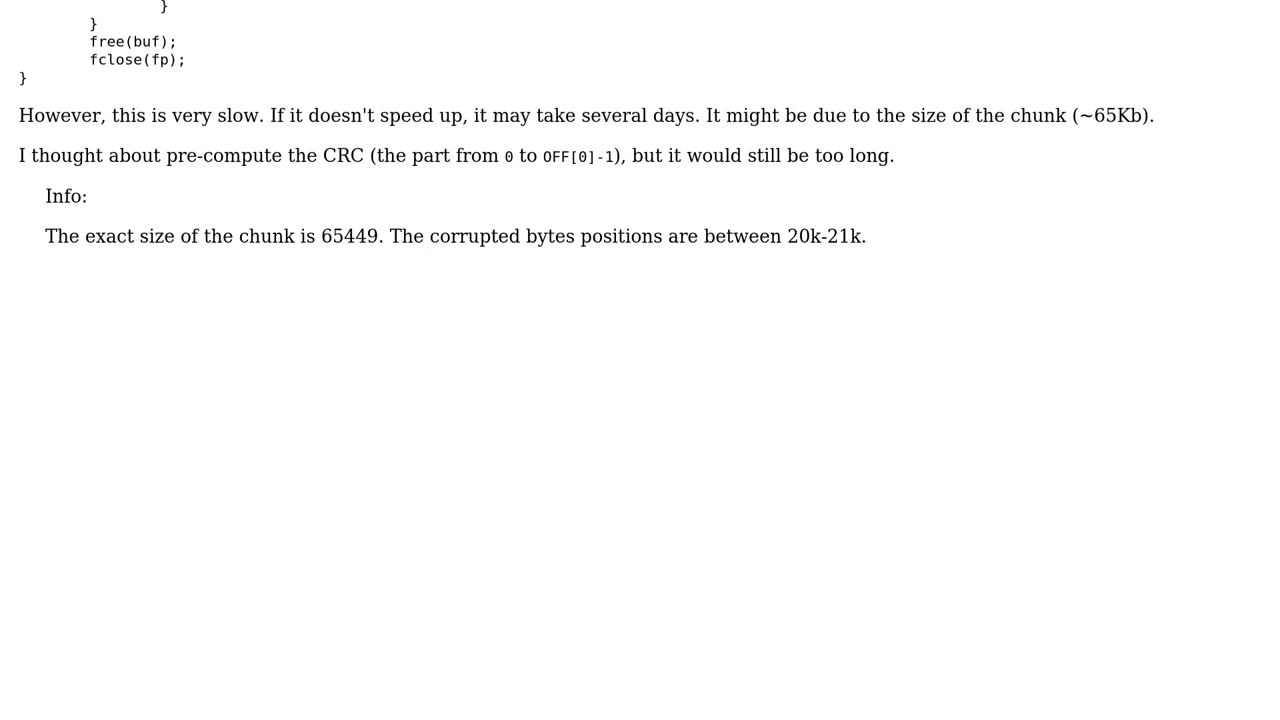 }
}
free(buf);
fclose(fp);
}
However, this is very slow. If it doesn't speed up, it may take several days. It might be due to the size of the chunk (~65Kb).
I thought about pre-compute the CRC (the part from 0 to OFF[0]-1), but it would still be too long.
Info:
The exact size of the chunk is 65449. The corrupted bytes positions are between 20k-21k.